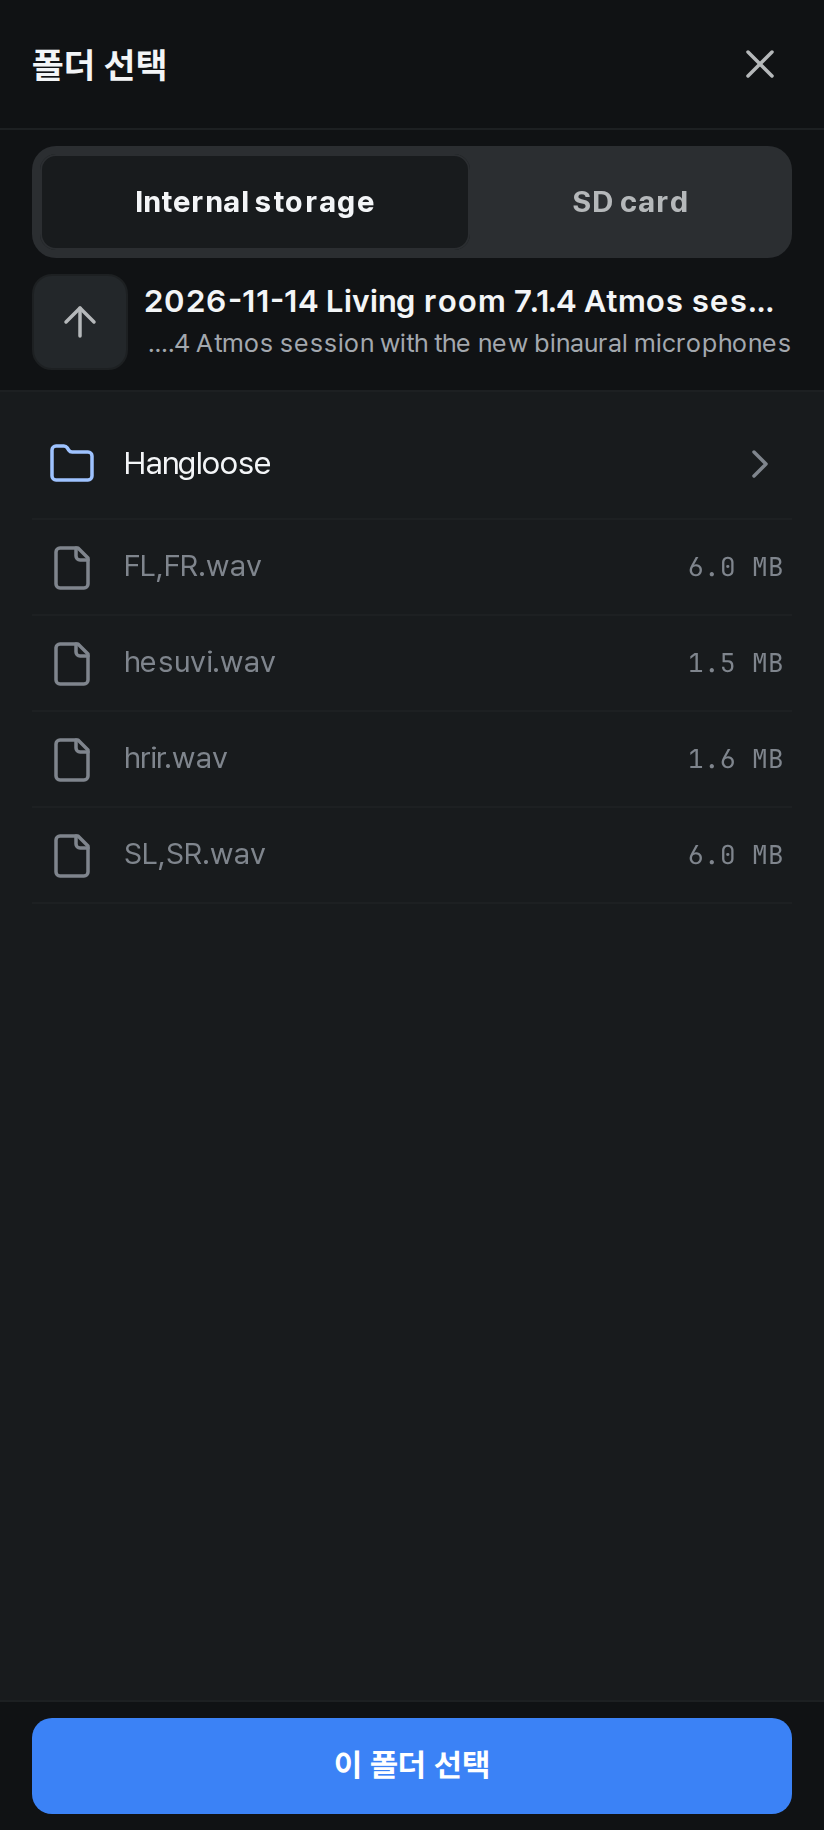 폴더 선택
Internal storage
SD card
2026-11-14 Living room 7.1.4 Atmos ses...
....4 Atmos session with the new binaural microphones
Hangloose
FL,FR.wav 6.0 MB
hesuvi.wav 1.5 MB
hrir.wav 1.6 MB
SL,SR.wav 6.0 MB
이 폴더 선택